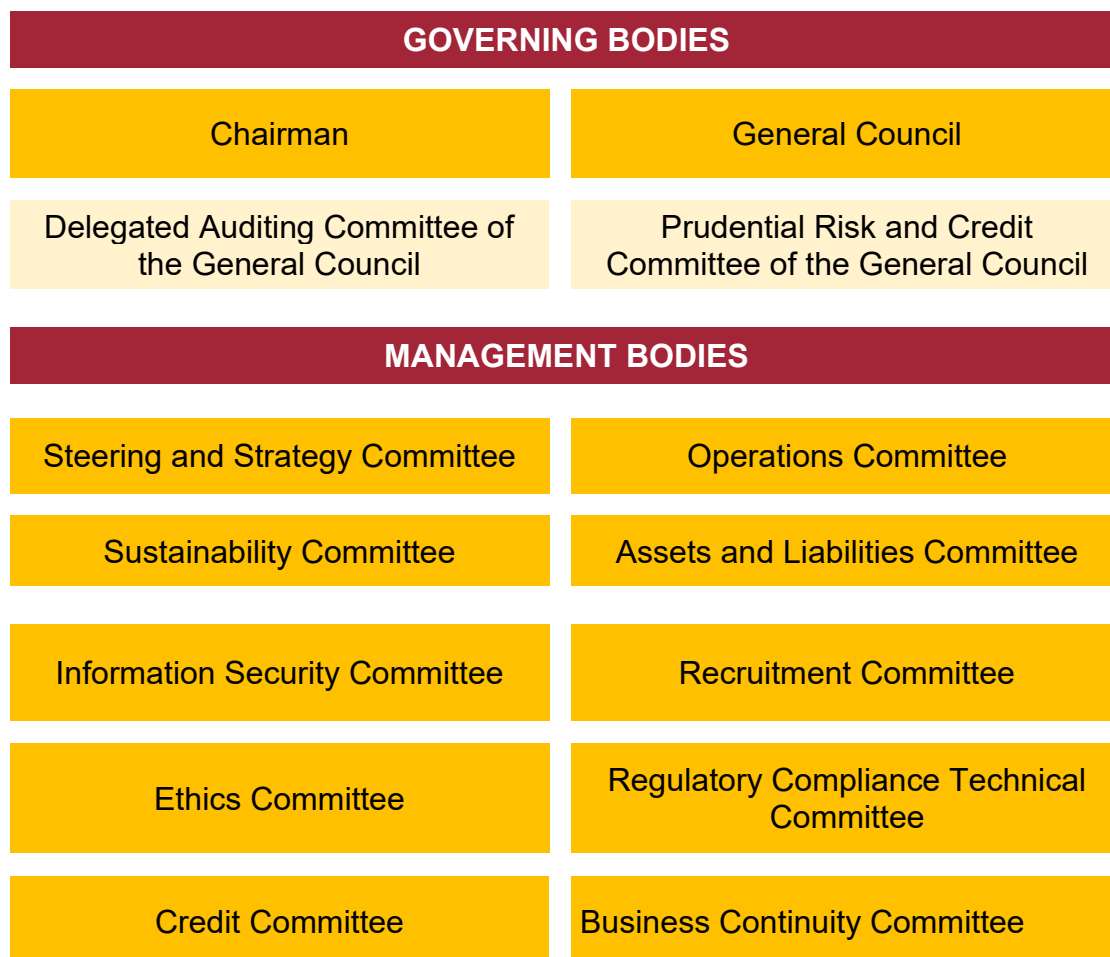 GOVERNING BODIES
Chairman
General Council
Delegated Auditing Committee of
the General Council
Prudential Risk and Credit
Committee of the General Council
MANAGEMENT BODIES
Steering and Strategy Committee
Operations Committee
Sustainability Committee
Assets and Liabilities Committee
Information Security Committee
Recruitment Committee
Ethics Committee
Regulatory Compliance Technical
Committee
Credit Committee
Business Continuity Committee